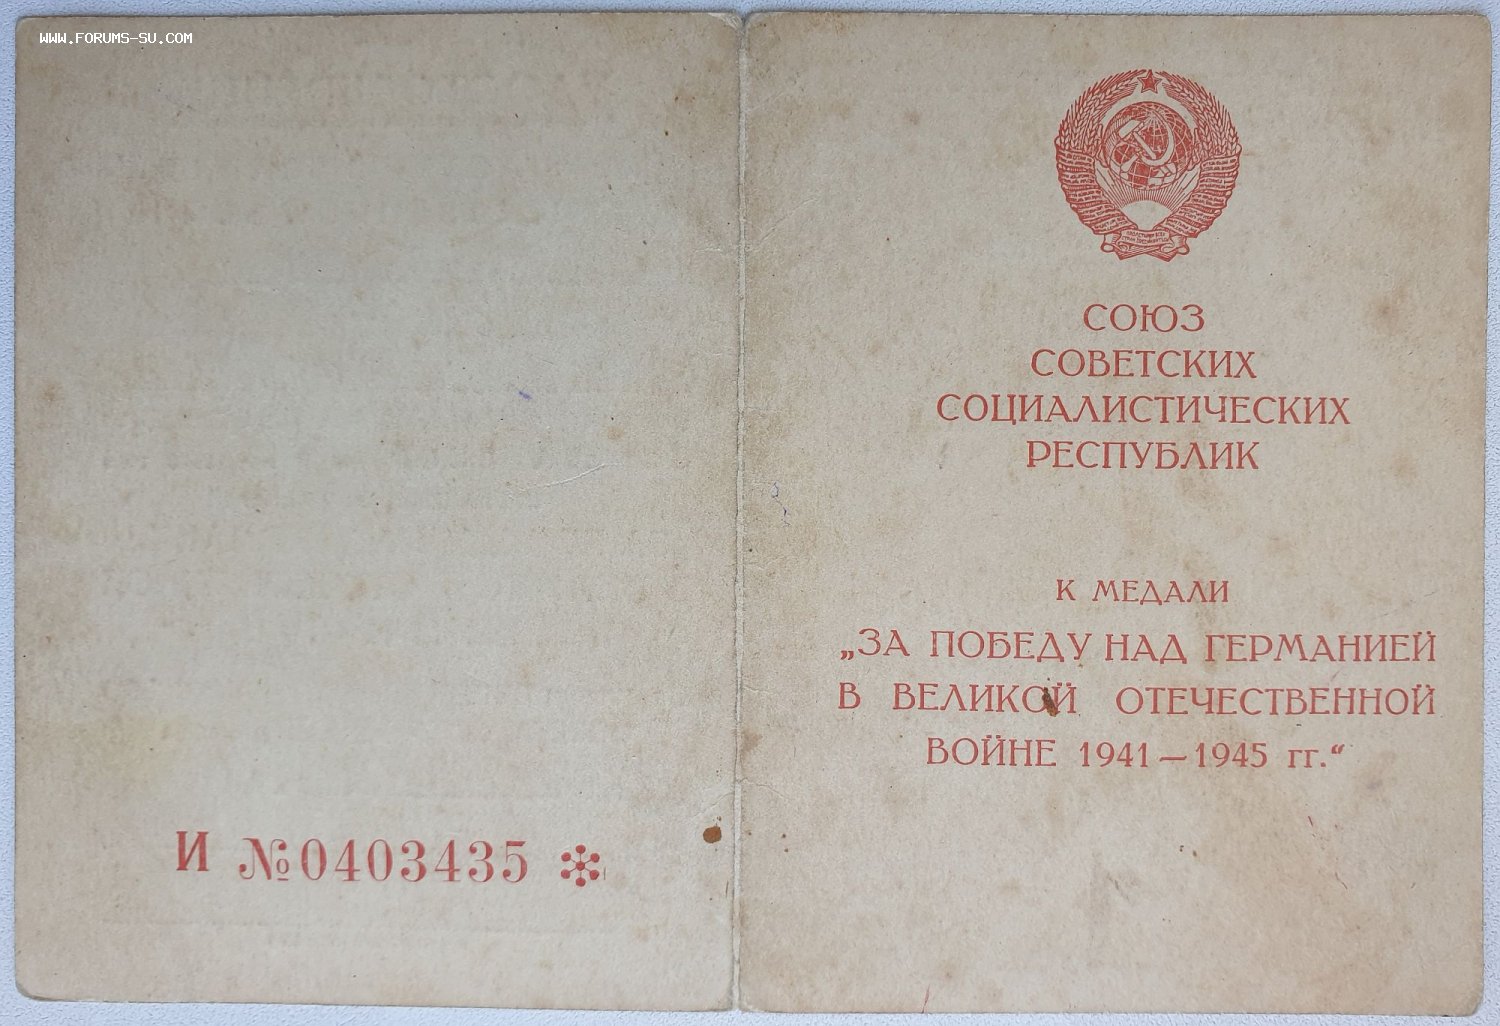 WWW.FORUMS-SU.COM
И №0403435
СОЮЗ
СОВЕТСКИХ
СОЦИАЛИСТИЧЕСКИХ
РЕСПУБЛИК
К МЕДАЛИ
„ЗА ПОБЕДУ НАД ГЕРМАНИЕЙ
В ВЕЛИКОЙ ОТЕЧЕСТВЕННОЙ
ВОЙНЕ 1941—1945 гг.“